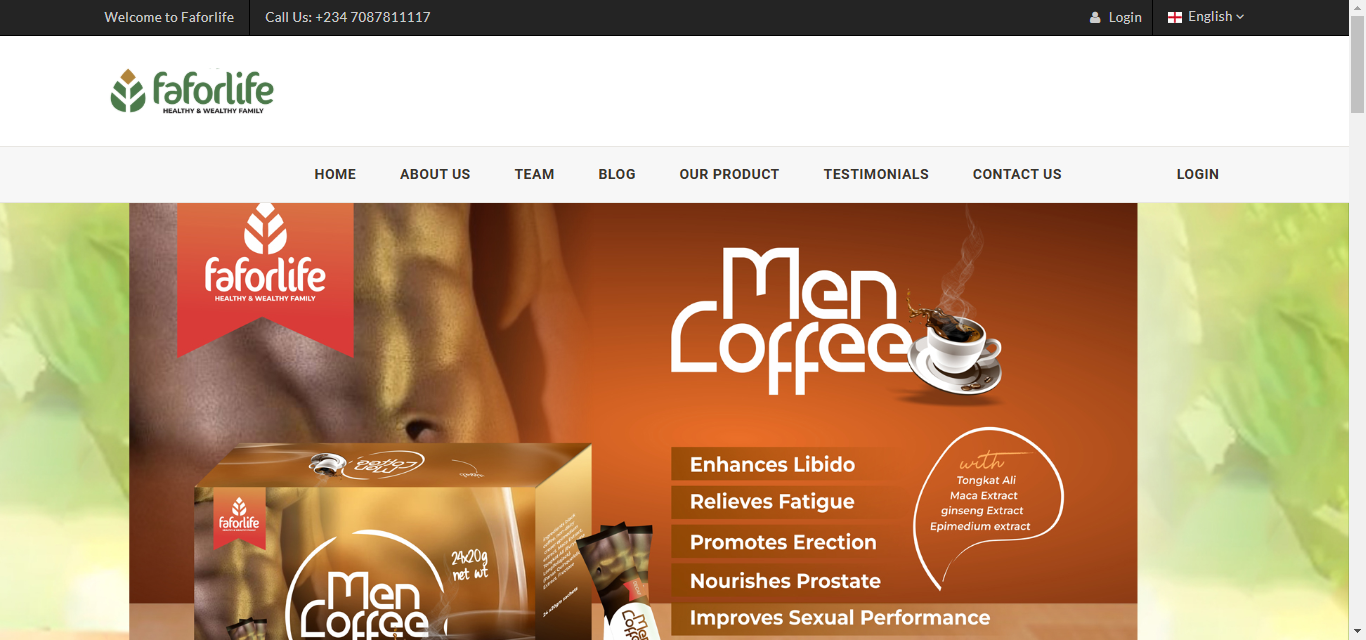 Welcome to Faforlife
Call Us: +234 7087811117
Login
English
faforlife
HEALTHY & WEALTHY FAMILY
HOME
ABOUT US
TEAM
BLOG
OUR PRODUCT
TESTIMONIALS
CONTACT US
LOGIN
faforlife
HEALTHY & WEALTHY FAMILY
Men
Coffee
Enhances Libido
Relieves Fatigue
Promotes Erection
Nourishes Prostate
Improves Sexual Performance
with
Tongkat Ali
Maca Extract
ginseng Extract
Epimedium extract
Men
Coffee
faforlife
24x20g
net wt
Men
Coffee
Men
Coffee